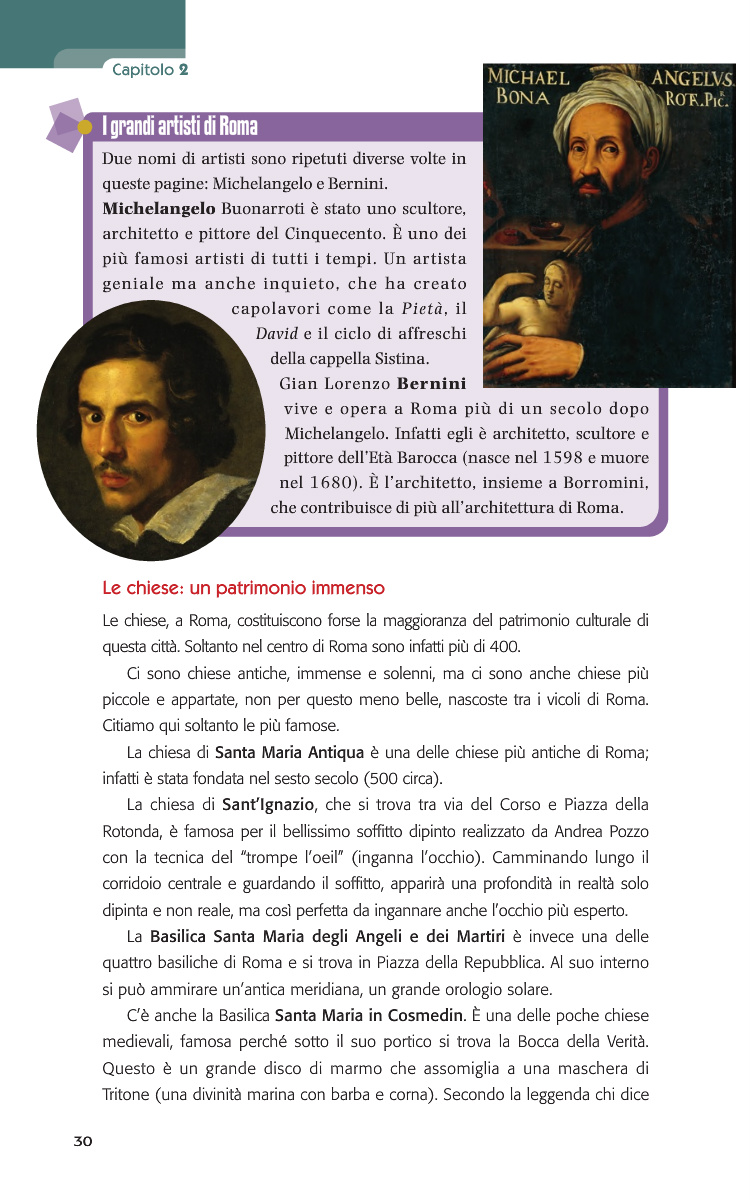 Capitolo 2
MICHAEL ANGELVS.
BONA ROTE. PicR.
I grandi artisti di Roma
Due nomi di artisti sono ripetuti diverse volte in
queste pagine: Michelangelo e Bernini.
Michelangelo Buonarroti è stato uno scultore,
architetto e pittore del Cinquecento. È uno dei
più famosi artisti di tutti i tempi. Un artista
geniale ma anche inquieto, che ha creato
capolavori come la Pietà, il
David e il ciclo di affreschi
della cappella Sistina.
Gian Lorenzo Bernini
vive e opera a Roma più di un secolo dopo
Michelangelo. Infatti egli è architetto, scultore e
pittore dell'Età Barocca (nasce nel 1598 e muore
nel 1680). È l'architetto, insieme a Borromini,
che contribuisce di più all'architettura di Roma.
Le chiese: un patrimonio immenso
Le chiese, a Roma, costituiscono forse la maggioranza del patrimonio culturale di
questa città. Soltanto nel centro di Roma sono infatti più di 400.
Ci sono chiese antiche, immense e solenni, ma ci sono anche chiese più
piccole e appartate, non per questo meno belle, nascoste tra i vicoli di Roma.
Citiamo qui soltanto le più famose.
La chiesa di Santa Maria Antiqua è una delle chiese più antiche di Roma;
infatti è stata fondata nel sesto secolo (500 circa).
La chiesa di Sant'Ignazio, che si trova tra via del Corso e Piazza della
Rotonda, è famosa per il bellissimo soffitto dipinto realizzato da Andrea Pozzo
con la tecnica del “trompe l'oeil” (inganna l'occhio). Camminando lungo il
corridoio centrale e guardando il soffitto, apparirà una profondità in realtà solo
dipinta e non reale, ma così perfetta da ingannare anche l'occhio più esperto.
La Basilica Santa Maria degli Angeli e dei Martiri è invece una delle
quattro basiliche di Roma e si trova in Piazza della Repubblica. Al suo interno
si può ammirare un'antica meridiana, un grande orologio solare.
C'è anche la Basilica Santa Maria in Cosmedin. È una delle poche chiese
medievali, famosa perché sotto il suo portico si trova la Bocca della Verità.
Questo è un grande disco di marmo che assomiglia a una maschera di
Tritone (una divinità marina con barba e corna). Secondo la leggenda chi dice
30